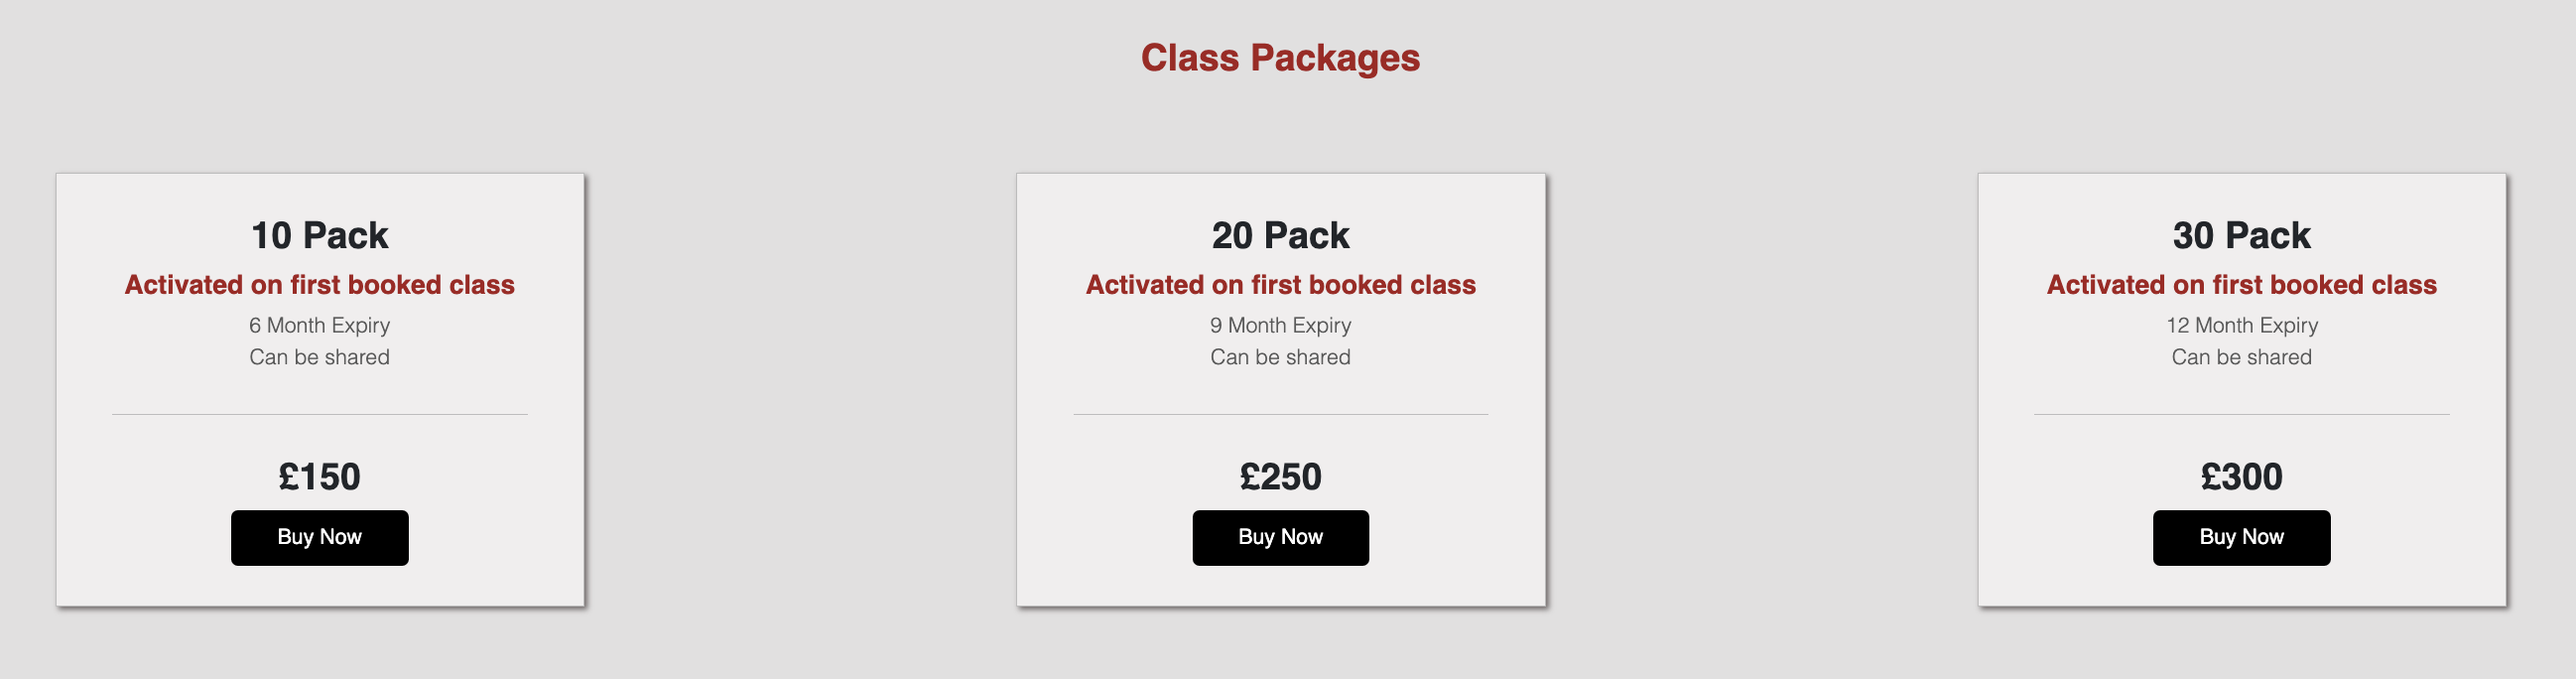 Class Packages
10 Pack
Activated on first booked class
6 Month Expiry
Can be shared
£150
Buy Now
20 Pack
Activated on first booked class
9 Month Expiry
Can be shared
£250
Buy Now
30 Pack
Activated on first booked class
12 Month Expiry
Can be shared
£300
Buy Now